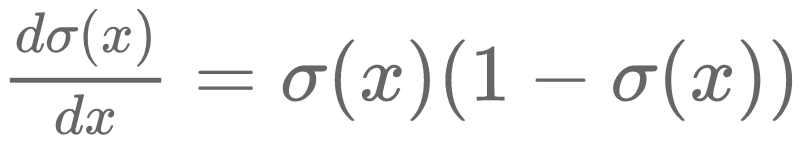 dσ(x)/dx = σ(x)(1 − σ(x))